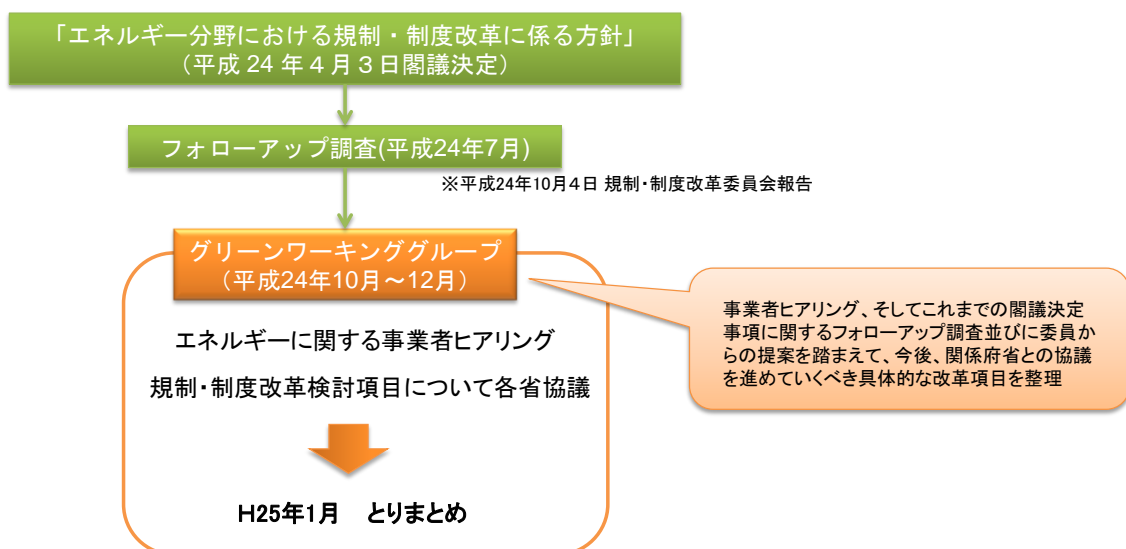 「エネルギー分野における規制・制度改革に係る方針」
（平成 24 年４月３日閣議決定）
フォローアップ調査(平成24年7月)
※平成24年10月４日 規制・制度改革委員会報告
グリーンワーキンググループ
（平成24年10月～12月）
エネルギーに関する事業者ヒアリング
規制・制度改革検討項目について各省協議
H25年1月　とりまとめ
事業者ヒアリング、そしてこれまでの閣議決定
事項に関するフォローアップ調査並びに委員か
らの提案を踏まえて、今後、関係府省との協議
を進めていくべき具体的な改革項目を整理